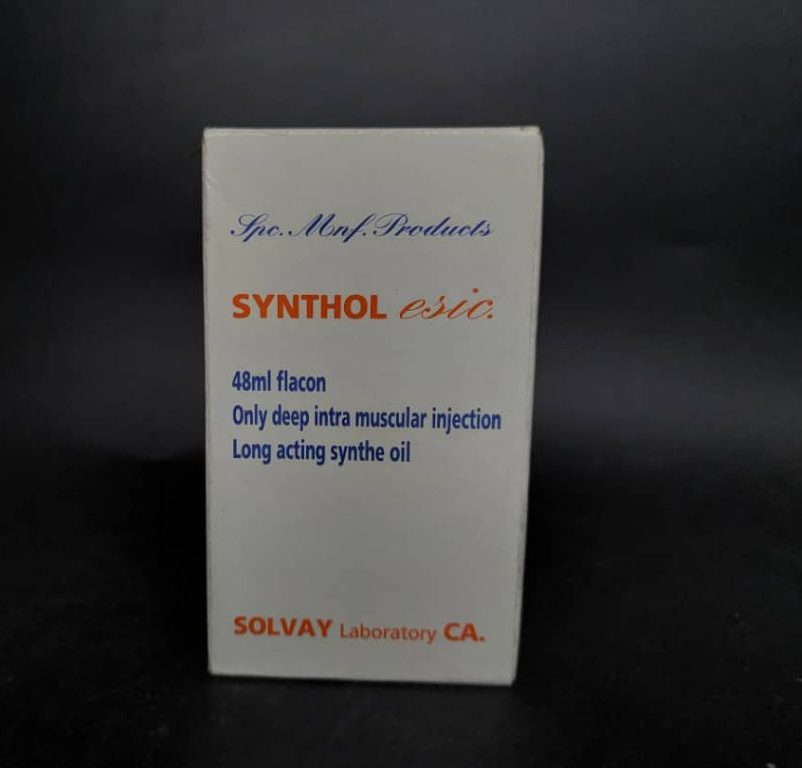 Spc. Mnf. Products
SYNTHOL esic.
48ml flacon
Only deep intra muscular injection
Long acting synthe oil
SOLVAY Laboratory CA.